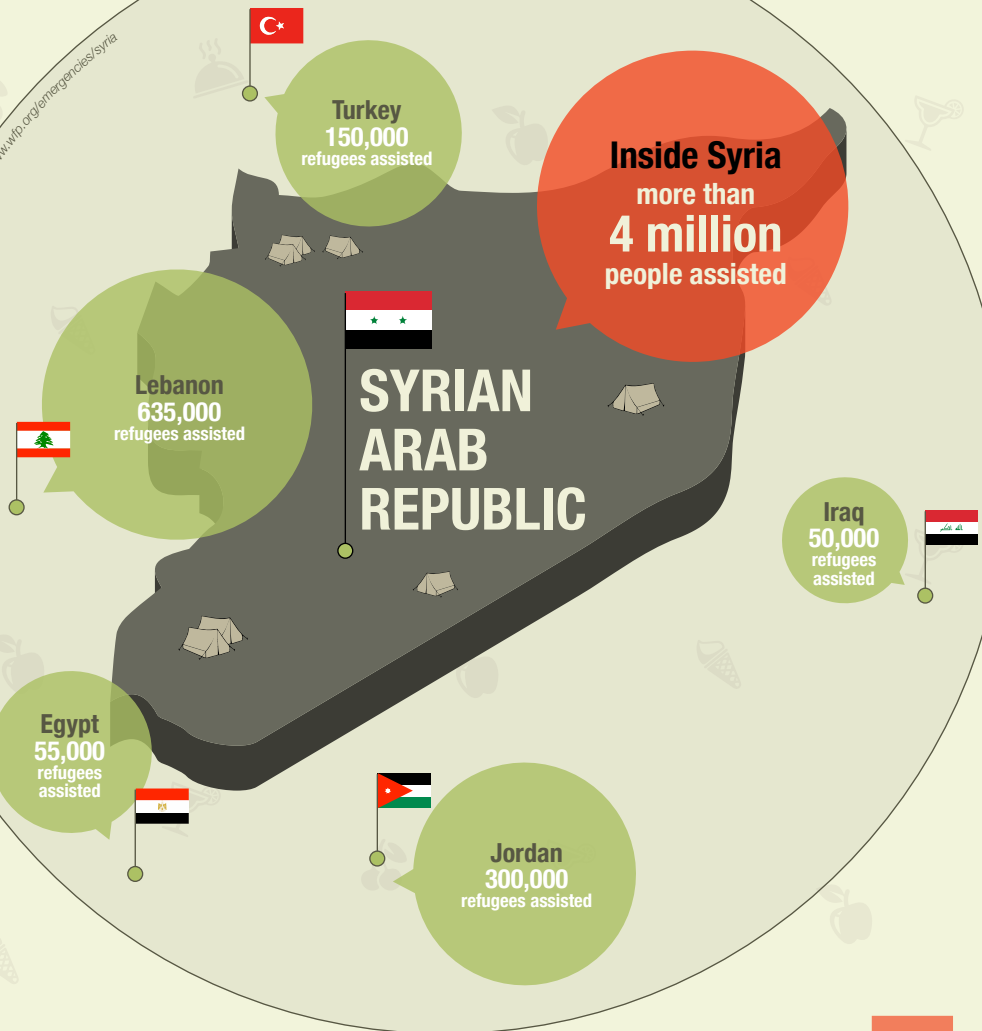 www.wfp.org/emergencies/syria
Turkey
150,000
refugees assisted
Inside Syria
more than
4 million
people assisted
Lebanon
635,000
refugees assisted
SYRIAN
ARAB
REPUBLIC
Iraq
50,000
refugees
assisted
Egypt
55,000
refugees
assisted
Jordan
300,000
refugees assisted